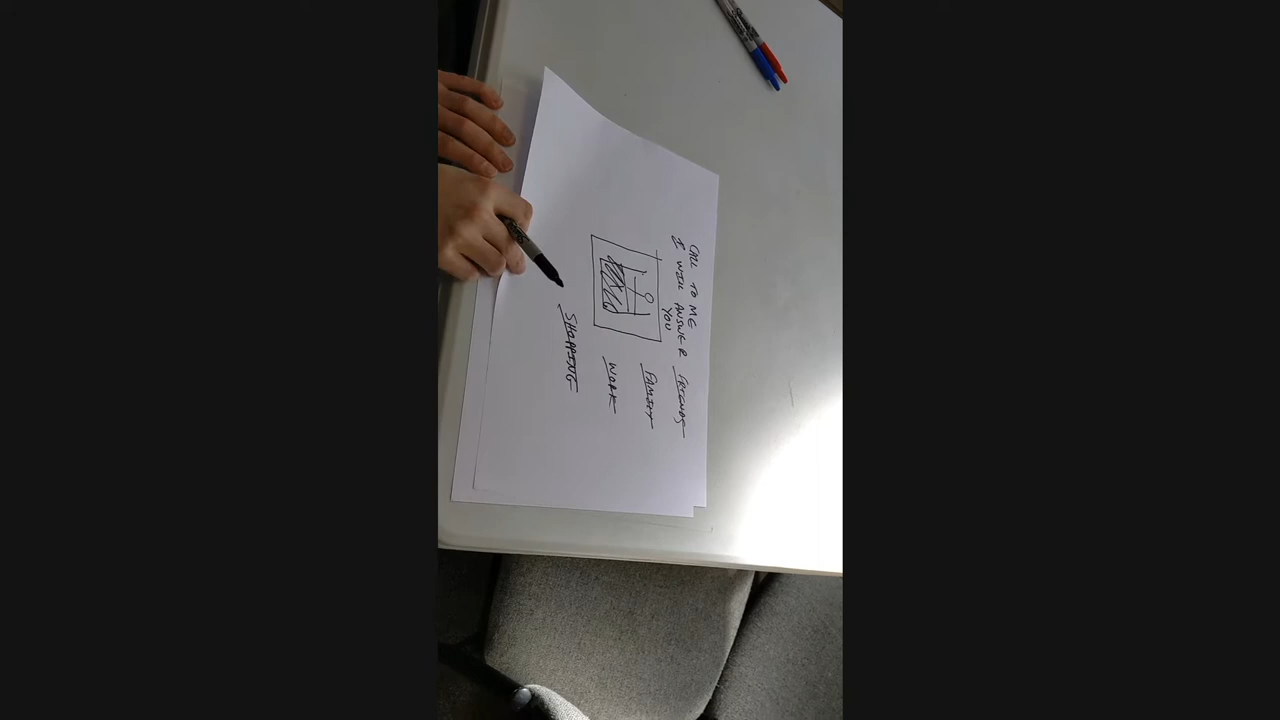 CALL TO ME
I WILL ANSWER
YOU
FRIENDS
FAMILY
WORK
SHOPPING